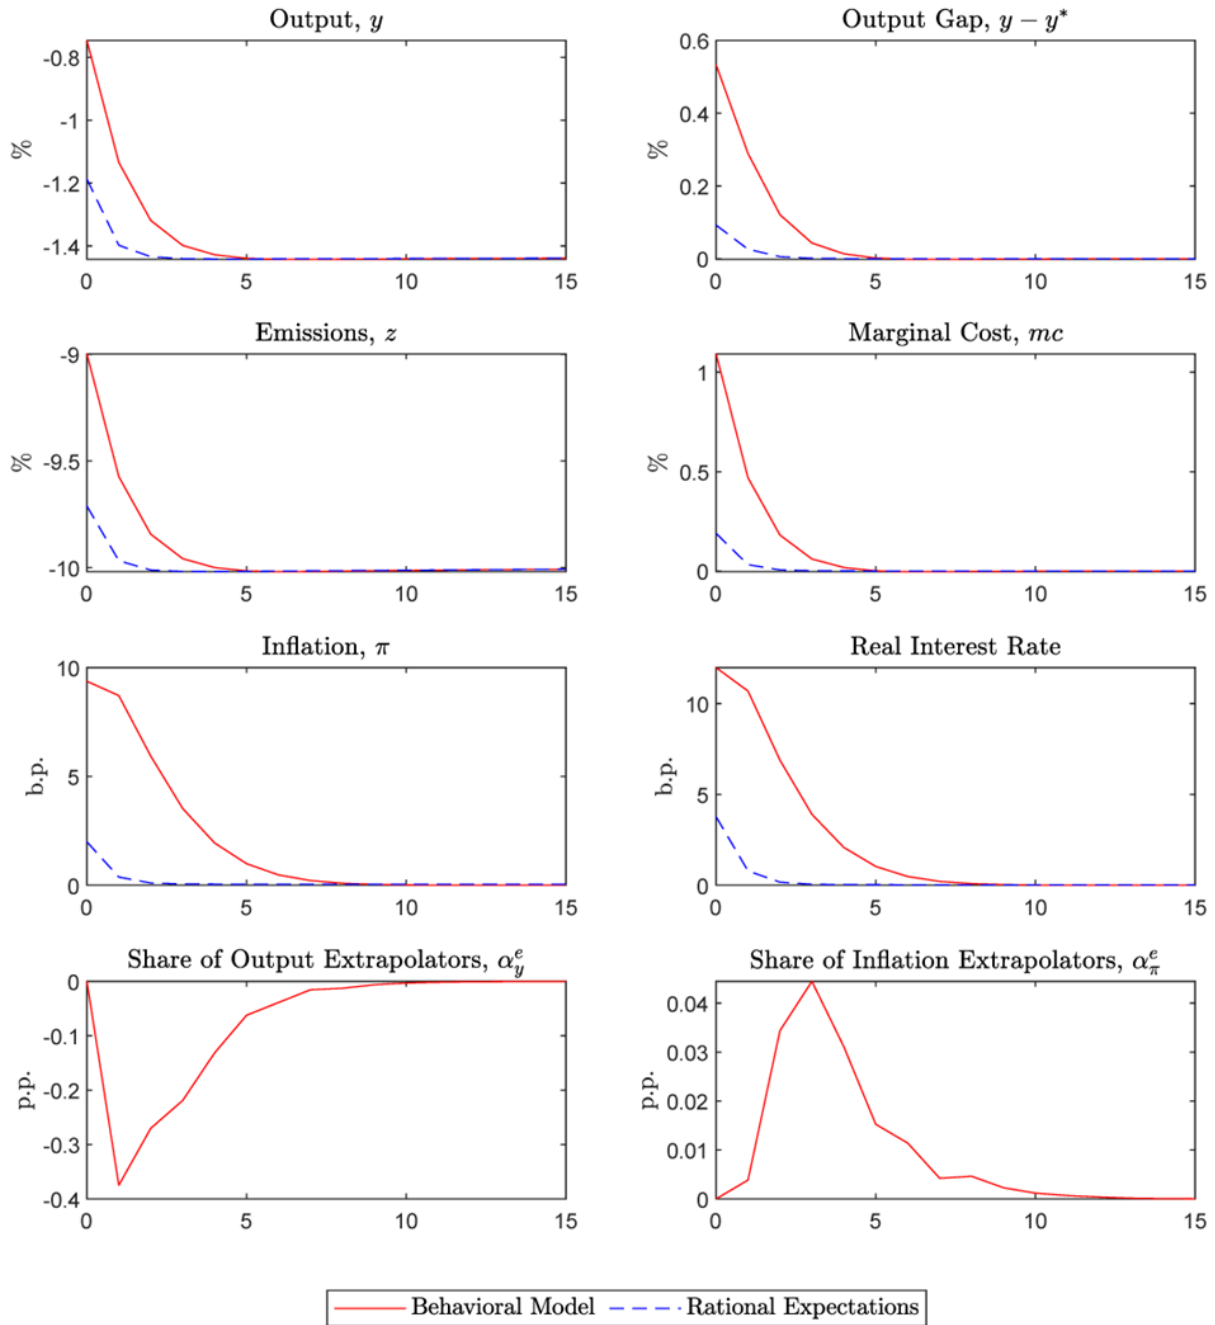 Output, y
-0.8
-1
-1.2
-1.4
%
0 5 10 15
Output Gap, y − y*
0.6
0.4
0.2
0
%
0 5 10 15
Emissions, z
-9
-9.5
-10
%
0 5 10 15
Marginal Cost, mc
1
0.5
0
%
0 5 10 15
Inflation, π
10
5
0
b.p.
0 5 10 15
Real Interest Rate
10
5
0
b.p.
0 5 10 15
Share of Output Extrapolators, α_y^e
0
-0.1
-0.2
-0.3
-0.4
p.p.
0 5 10 15
Share of Inflation Extrapolators, α_π^e
0.04
0.03
0.02
0.01
0
p.p.
0 5 10 15
Behavioral Model Rational Expectations